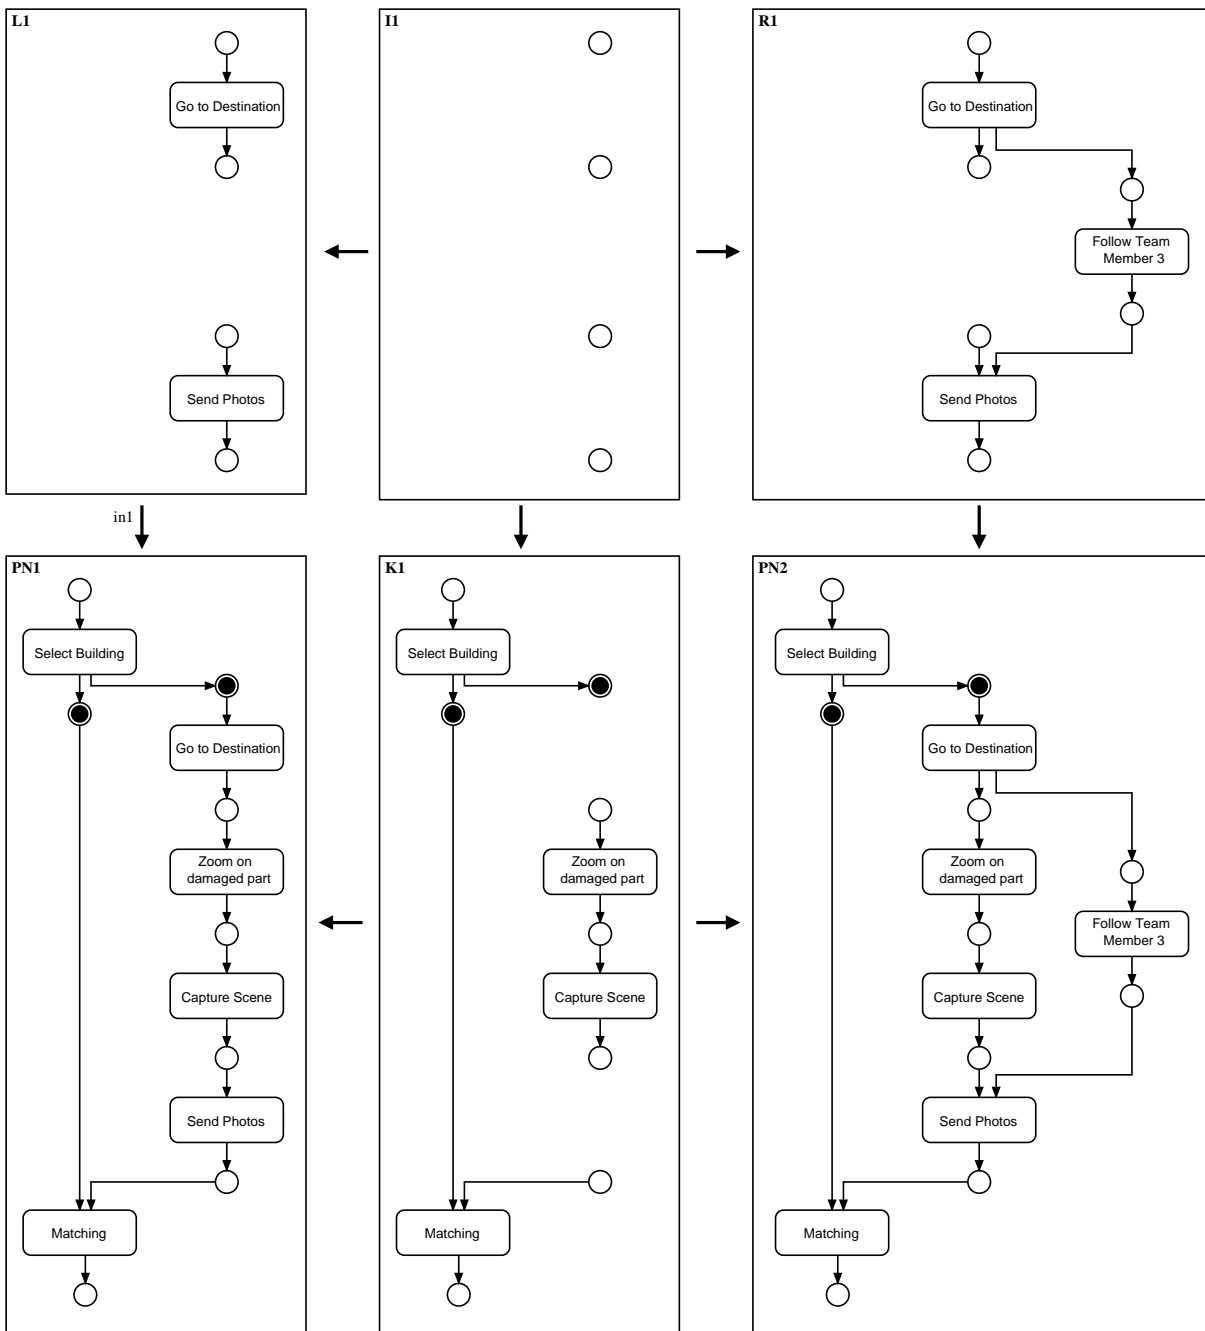 L1
Go to Destination
Send Photos
I1
R1
Go to Destination
Follow Team
Member 3
Send Photos
in1
PN1
Select Building
Go to Destination
Zoom on
damaged part
Capture Scene
Send Photos
Matching
K1
Select Building
Zoom on
damaged part
Capture Scene
Matching
PN2
Select Building
Go to Destination
Zoom on
damaged part
Follow Team
Member 3
Capture Scene
Send Photos
Matching